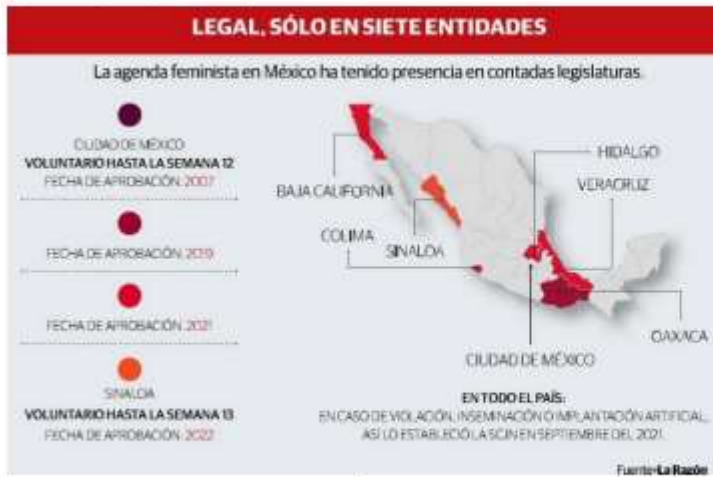 LEGAL, SÓLO EN SIETE ENTIDADES
La agenda feminista en México ha tenido presencia en contadas legislaturas.
CIUDAD DE MÉXICO
VOLUNTARIO HASTA LA SEMANA 12
FECHA DE APROBACIÓN: 2007
FECHA DE APROBACIÓN: 2019
FECHA DE APROBACIÓN: 2021
SINALOA
VOLUNTARIO HASTA LA SEMANA 13
FECHA DE APROBACIÓN: 2022
HIDALGO
VERACRUZ
BAJA CALIFORNIA
COLIMA
SINALOA
OAXACA
CIUDAD DE MÉXICO
EN TODO EL PAÍS:
EN CASO DE VIOLACIÓN, INSEMINACIÓN O IMPLANTACIÓN ARTIFICIAL,
ASÍ LO ESTABLECIÓ LA SCJN EN SEPTIEMBRE DEL 2021.
Fuente•La Razón